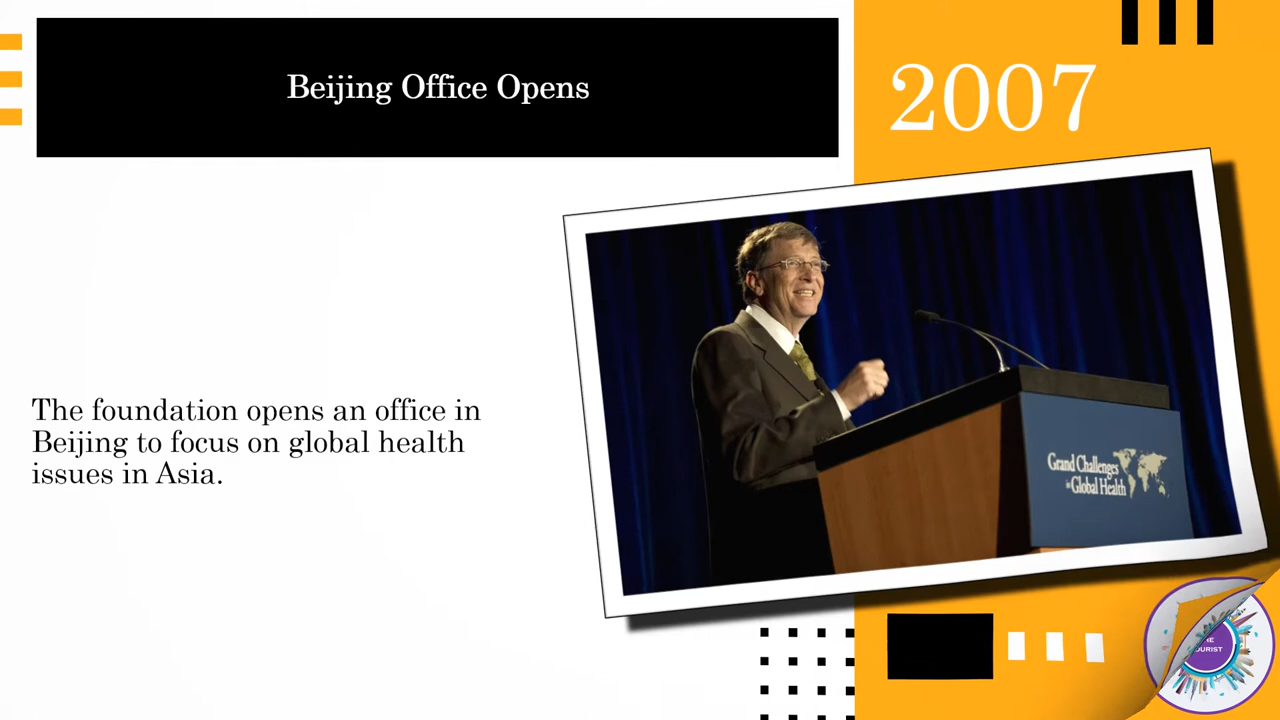 Beijing Office Opens
2007
The foundation opens an office in
Beijing to focus on global health
issues in Asia.
Grand Challenges
in Global Health